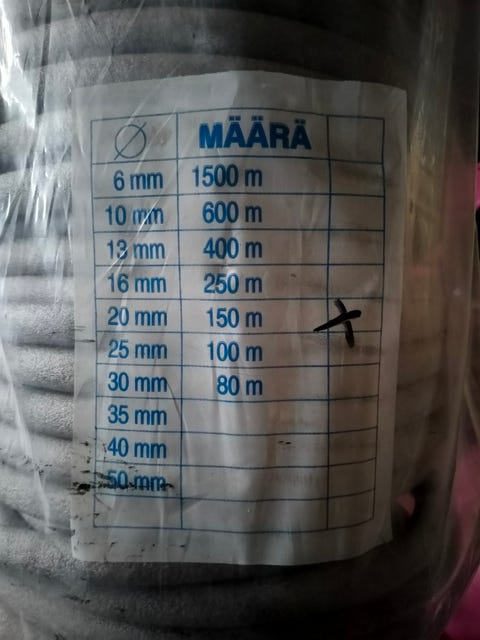 Ø MÄÄRÄ
6 mm 1500 m
10 mm 600 m
13 mm 400 m
16 mm 250 m
20 mm 150 m X
25 mm 100 m
30 mm 80 m
35 mm
40 mm
50 mm